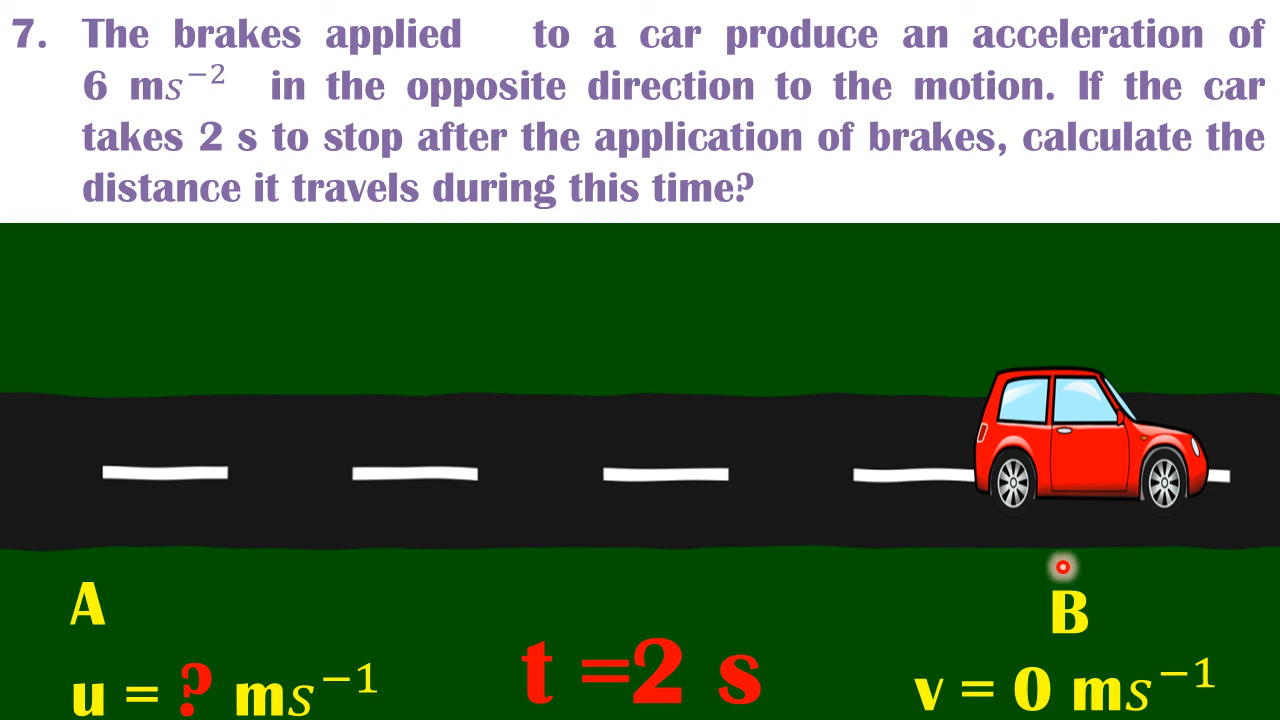 7. The brakes applied to a car produce an acceleration of
6 ms⁻² in the opposite direction to the motion. If the car
takes 2 s to stop after the application of brakes, calculate the
distance it travels during this time?
A
B
u = ? ms⁻¹
t =2 s
v = 0 ms⁻¹